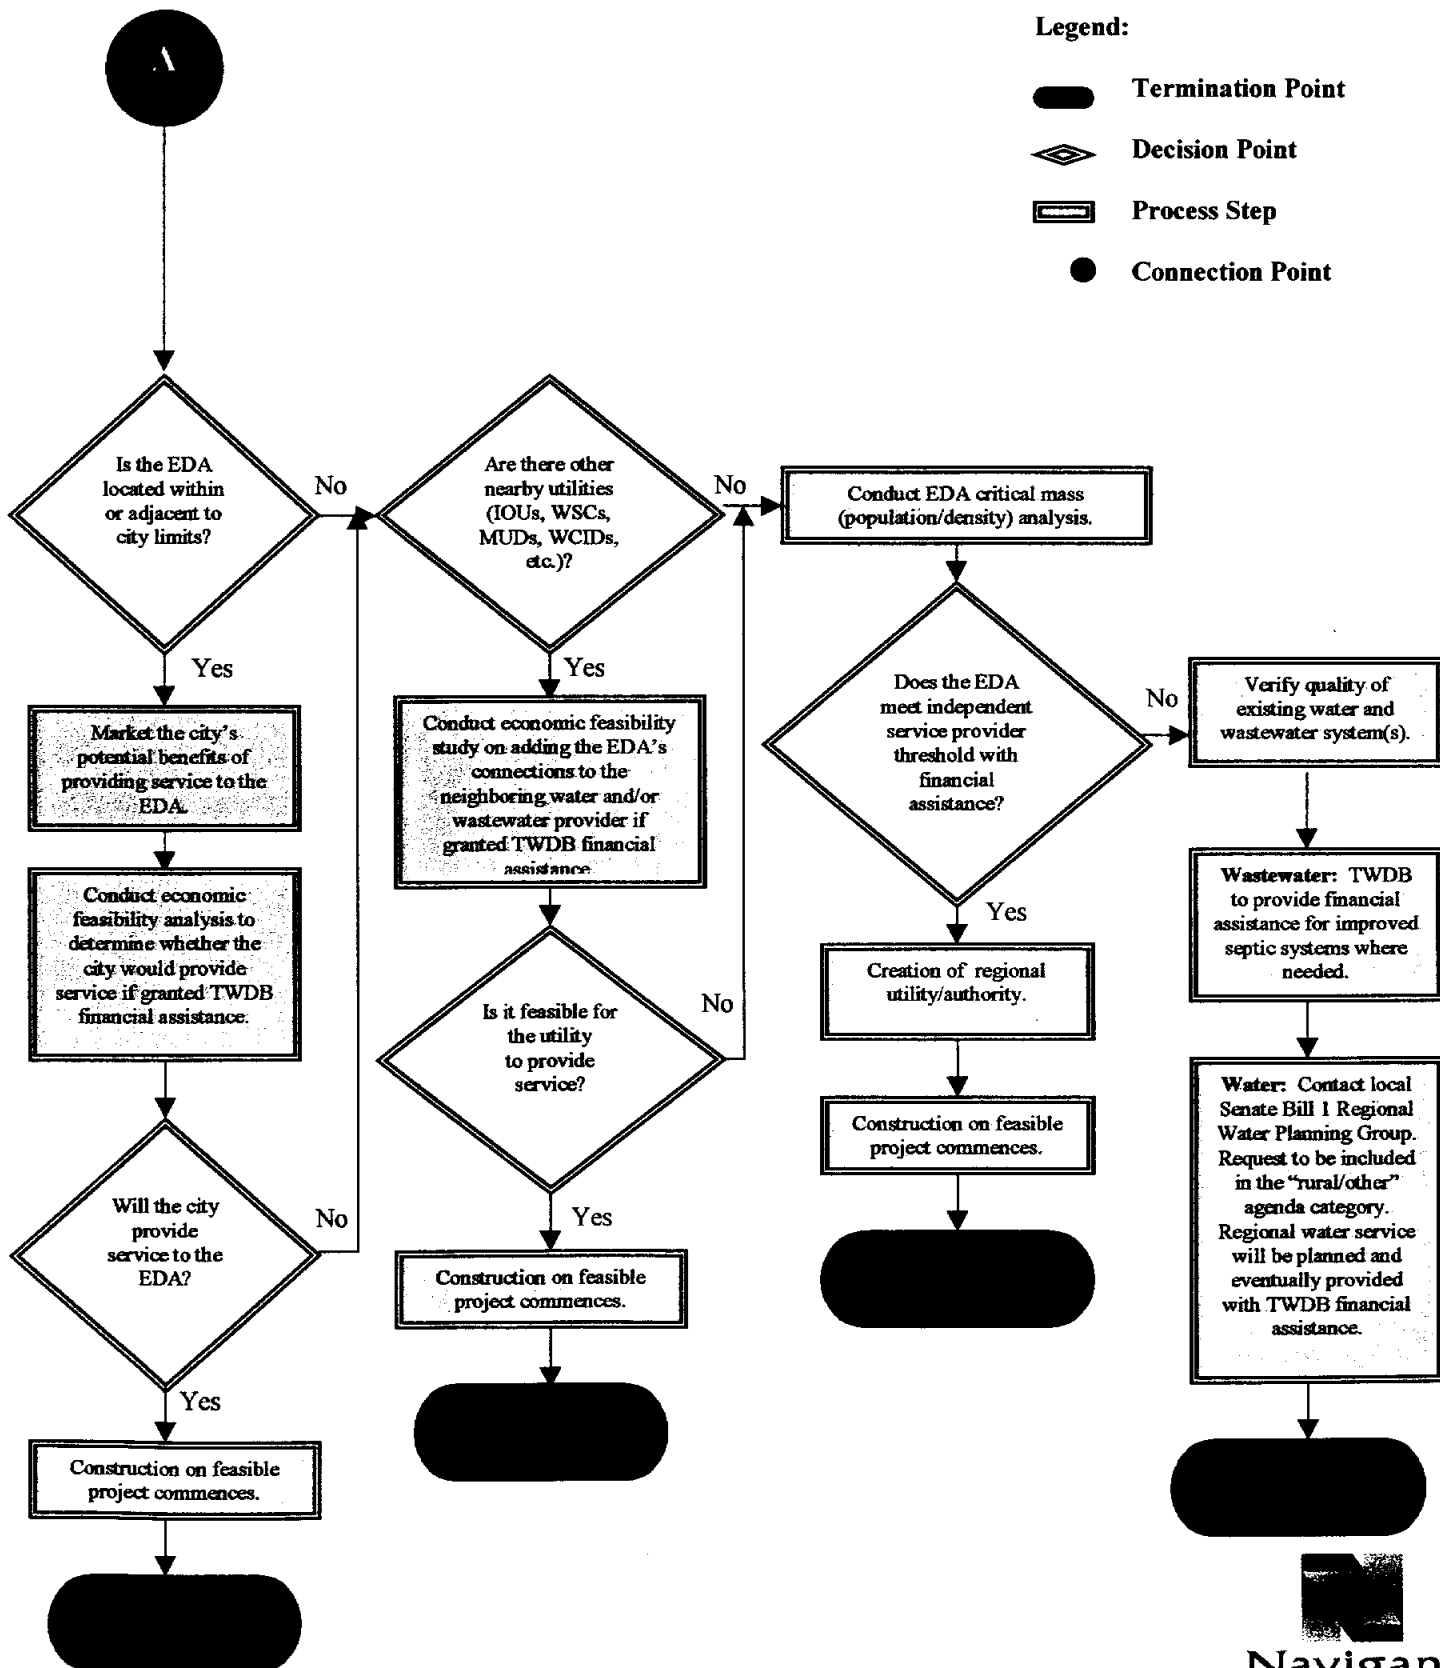 A
Legend:
Termination Point
Decision Point
Process Step
Connection Point
Is the EDA
located within
or adjacent to
city limits?
No
Yes
Market the city's
potential benefits of
providing service to the
EDA.
Conduct economic
feasibility analysis to
determine whether the
city would provide
service if granted TWDB
financial assistance.
Will the city
provide
service to the
EDA?
No
Yes
Construction on feasible
project commences.
Are there other
nearby utilities
(IOUs, WSCs,
MUDs, WCIDs,
etc.)?
No
Yes
Conduct economic feasibility
study on adding the EDA's
connections to the
neighboring water and/or
wastewater provider if
granted TWDB financial
assistance
Is it feasible for
the utility
to provide
service?
No
Yes
Construction on feasible
project commences.
Conduct EDA critical mass
(population/density) analysis.
Does the EDA
meet independent
service provider
threshold with
financial
assistance?
No
Yes
Creation of regional
utility/authority.
Construction on feasible
project commences.
Verify quality of
existing water and
wastewater system(s).
Wastewater: TWDB
to provide financial
assistance for improved
septic systems where
needed.
Water: Contact local
Senate Bill 1 Regional
Water Planning Group.
Request to be included
in the "rural/other"
agenda category.
Regional water service
will be planned and
eventually provided
with TWDB financial
assistance.
Navigan